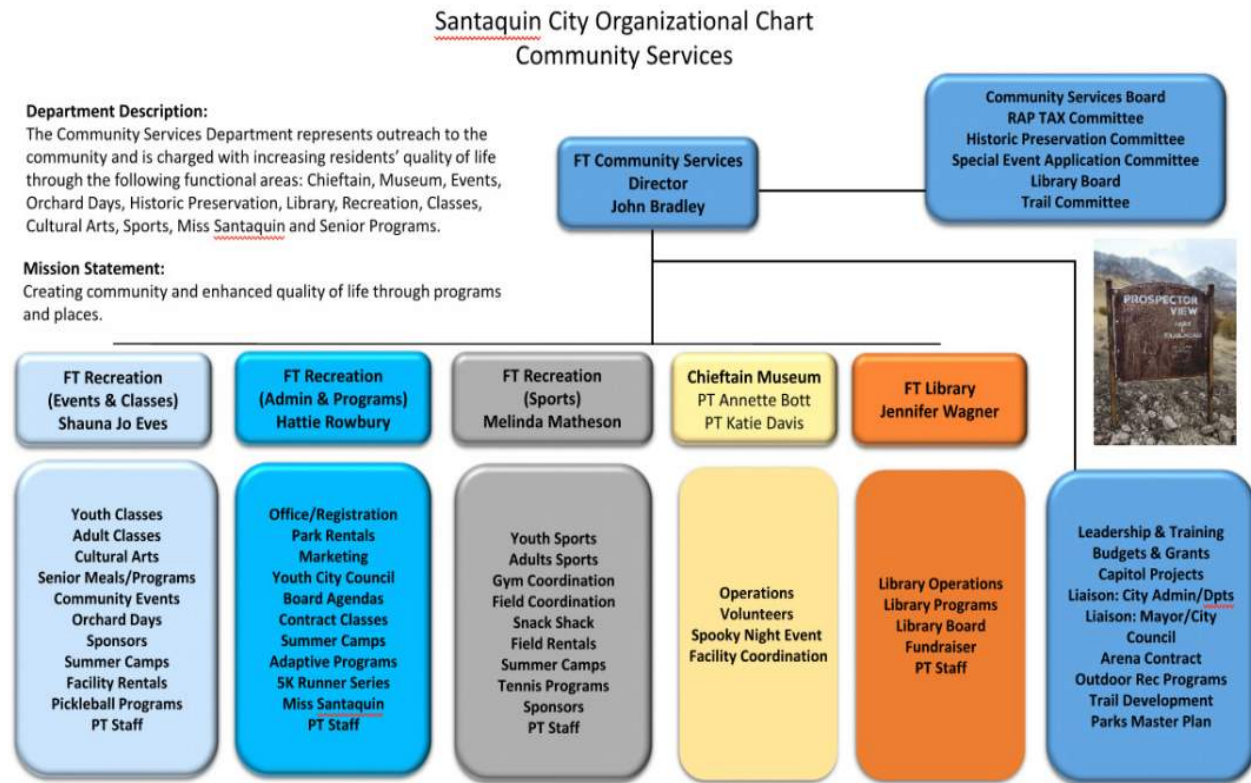 Santaquin City Organizational Chart
Community Services
Department Description:
The Community Services Department represents outreach to the
community and is charged with increasing residents' quality of life
through the following functional areas: Chieftain, Museum, Events,
Orchard Days, Historic Preservation, Library, Recreation, Classes,
Cultural Arts, Sports, Miss Santaquin and Senior Programs.
Mission Statement:
Creating community and enhanced quality of life through programs
and places.
FT Community Services
Director
John Bradley
Community Services Board
RAP TAX Committee
Historic Preservation Committee
Special Event Application Committee
Library Board
Trail Committee
PROSPECTOR
VIEW
FT Recreation
(Events & Classes)
Shauna Jo Eves
FT Recreation
(Admin & Programs)
Hattie Rowbury
FT Recreation
(Sports)
Melinda Matheson
Chieftain Museum
PT Annette Bott
PT Katie Davis
FT Library
Jennifer Wagner
Youth Classes
Adult Classes
Cultural Arts
Senior Meals/Programs
Community Events
Orchard Days
Sponsors
Summer Camps
Facility Rentals
Pickleball Programs
PT Staff
Office/Registration
Park Rentals
Marketing
Youth City Council
Board Agendas
Contract Classes
Summer Camps
Adaptive Programs
5K Runner Series
Miss Santaquin
PT Staff
Youth Sports
Adults Sports
Gym Coordination
Field Coordination
Snack Shack
Field Rentals
Summer Camps
Tennis Programs
Sponsors
PT Staff
Operations
Volunteers
Spooky Night Event
Facility Coordination
Library Operations
Library Programs
Library Board
Fundraiser
PT Staff
Leadership & Training
Budgets & Grants
Capitol Projects
Liaison: City Admin/Dpts
Liaison: Mayor/City
Council
Arena Contract
Outdoor Rec Programs
Trail Development
Parks Master Plan